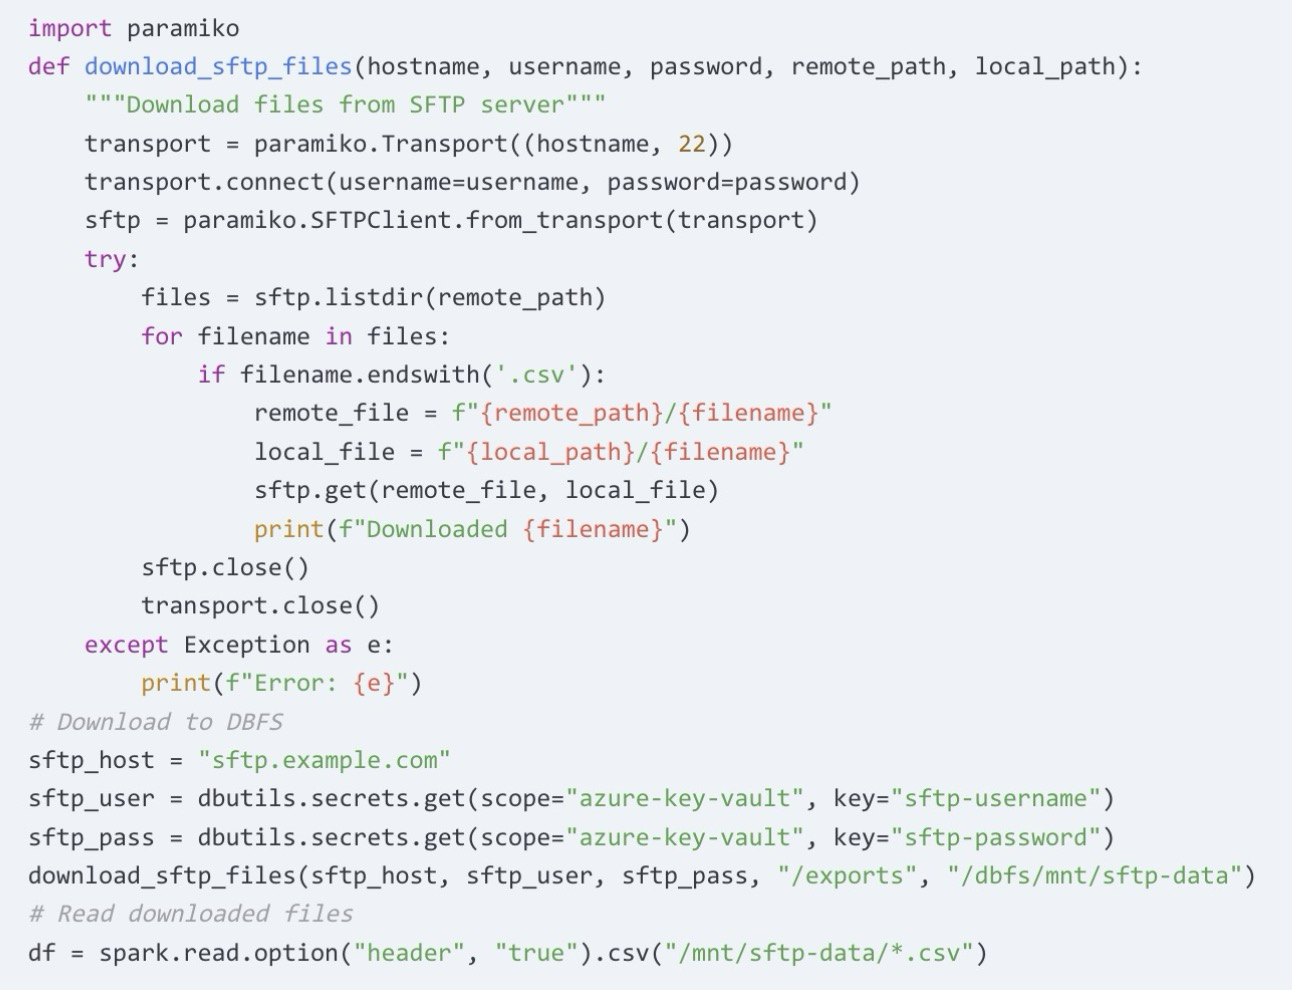 import paramiko
def download_sftp_files(hostname, username, password, remote_path, local_path):
    """Download files from SFTP server"""
    transport = paramiko.Transport((hostname, 22))
    transport.connect(username=username, password=password)
    sftp = paramiko.SFTPClient.from_transport(transport)
    try:
        files = sftp.listdir(remote_path)
        for filename in files:
            if filename.endswith('.csv'):
                remote_file = f"{remote_path}/{filename}"
                local_file = f"{local_path}/{filename}"
                sftp.get(remote_file, local_file)
                print(f"Downloaded {filename}")
        sftp.close()
        transport.close()
    except Exception as e:
        print(f"Error: {e}")
# Download to DBFS
sftp_host = "sftp.example.com"
sftp_user = dbutils.secrets.get(scope="azure-key-vault", key="sftp-username")
sftp_pass = dbutils.secrets.get(scope="azure-key-vault", key="sftp-password")
download_sftp_files(sftp_host, sftp_user, sftp_pass, "/exports", "/dbfs/mnt/sftp-data")
# Read downloaded files
df = spark.read.option("header", "true").csv("/mnt/sftp-data/*.csv")